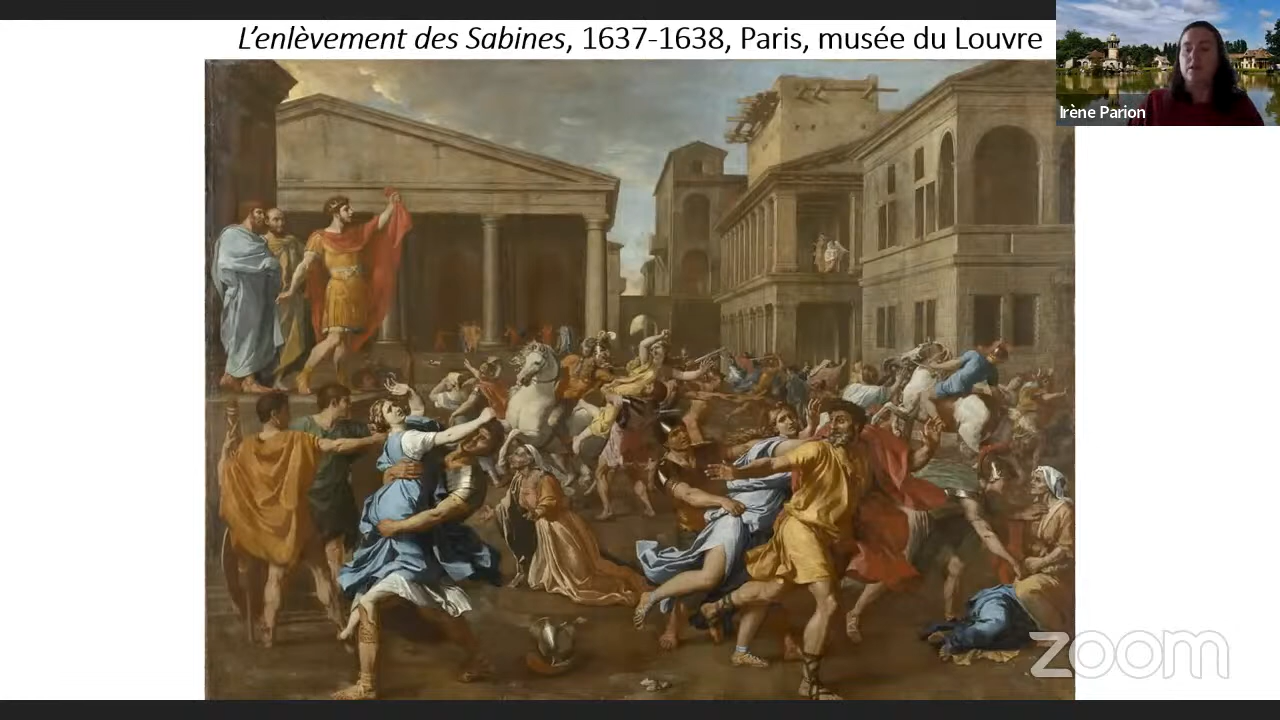 L'enlèvement des Sabines, 1637-1638, Paris, musée du Louvre
Irène Parion
zoom